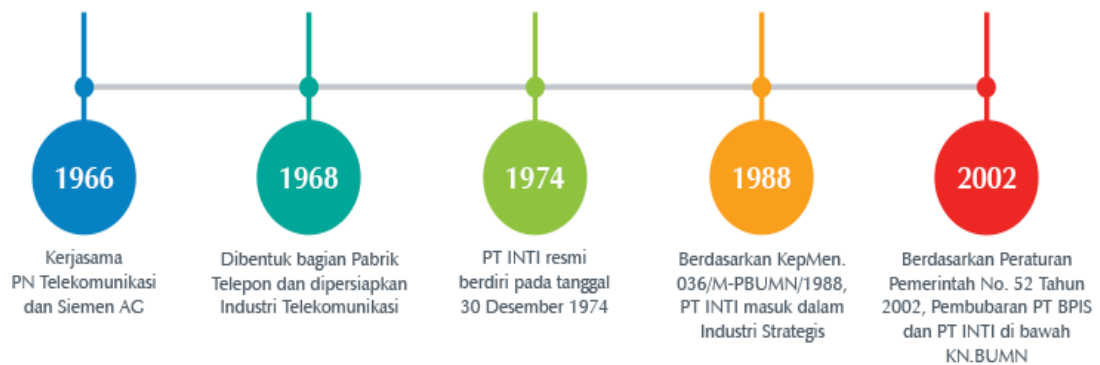 1966
Kerjasama
PN Telekomunikasi
dan Siemen AG
1968
Dibentuk bagian Pabrik
Telepon dan dipersiapkan
Industri Telekomunikasi
1974
PT INTI resmi
berdiri pada tanggal
30 Desember 1974
1988
Berdasarkan KepMen.
036/M-PBUMN/1988,
PT INTI masuk dalam
Industri Strategis
2002
Berdasarkan Peraturan
Pemerintah No. 52 Tahun
2002, Pembubaran PT BPIS
dan PT INTI di bawah
KN.BUMN